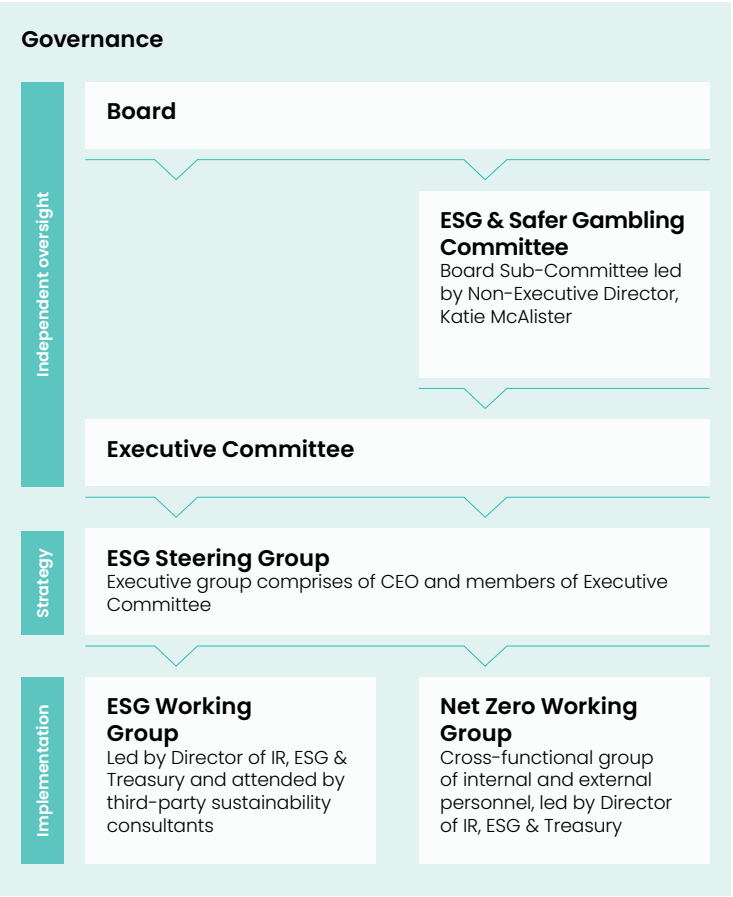 Governance
Independent oversight
Board
ESG & Safer Gambling
Committee
Board Sub-Committee led
by Non-Executive Director,
Katie McAlister
Executive Committee
Strategy
ESG Steering Group
Executive group comprises of CEO and members of Executive
Committee
Implementation
ESG Working
Group
Led by Director of IR, ESG &
Treasury and attended by
third-party sustainability
consultants
Net Zero Working
Group
Cross-functional group
of internal and external
personnel, led by Director
of IR, ESG & Treasury